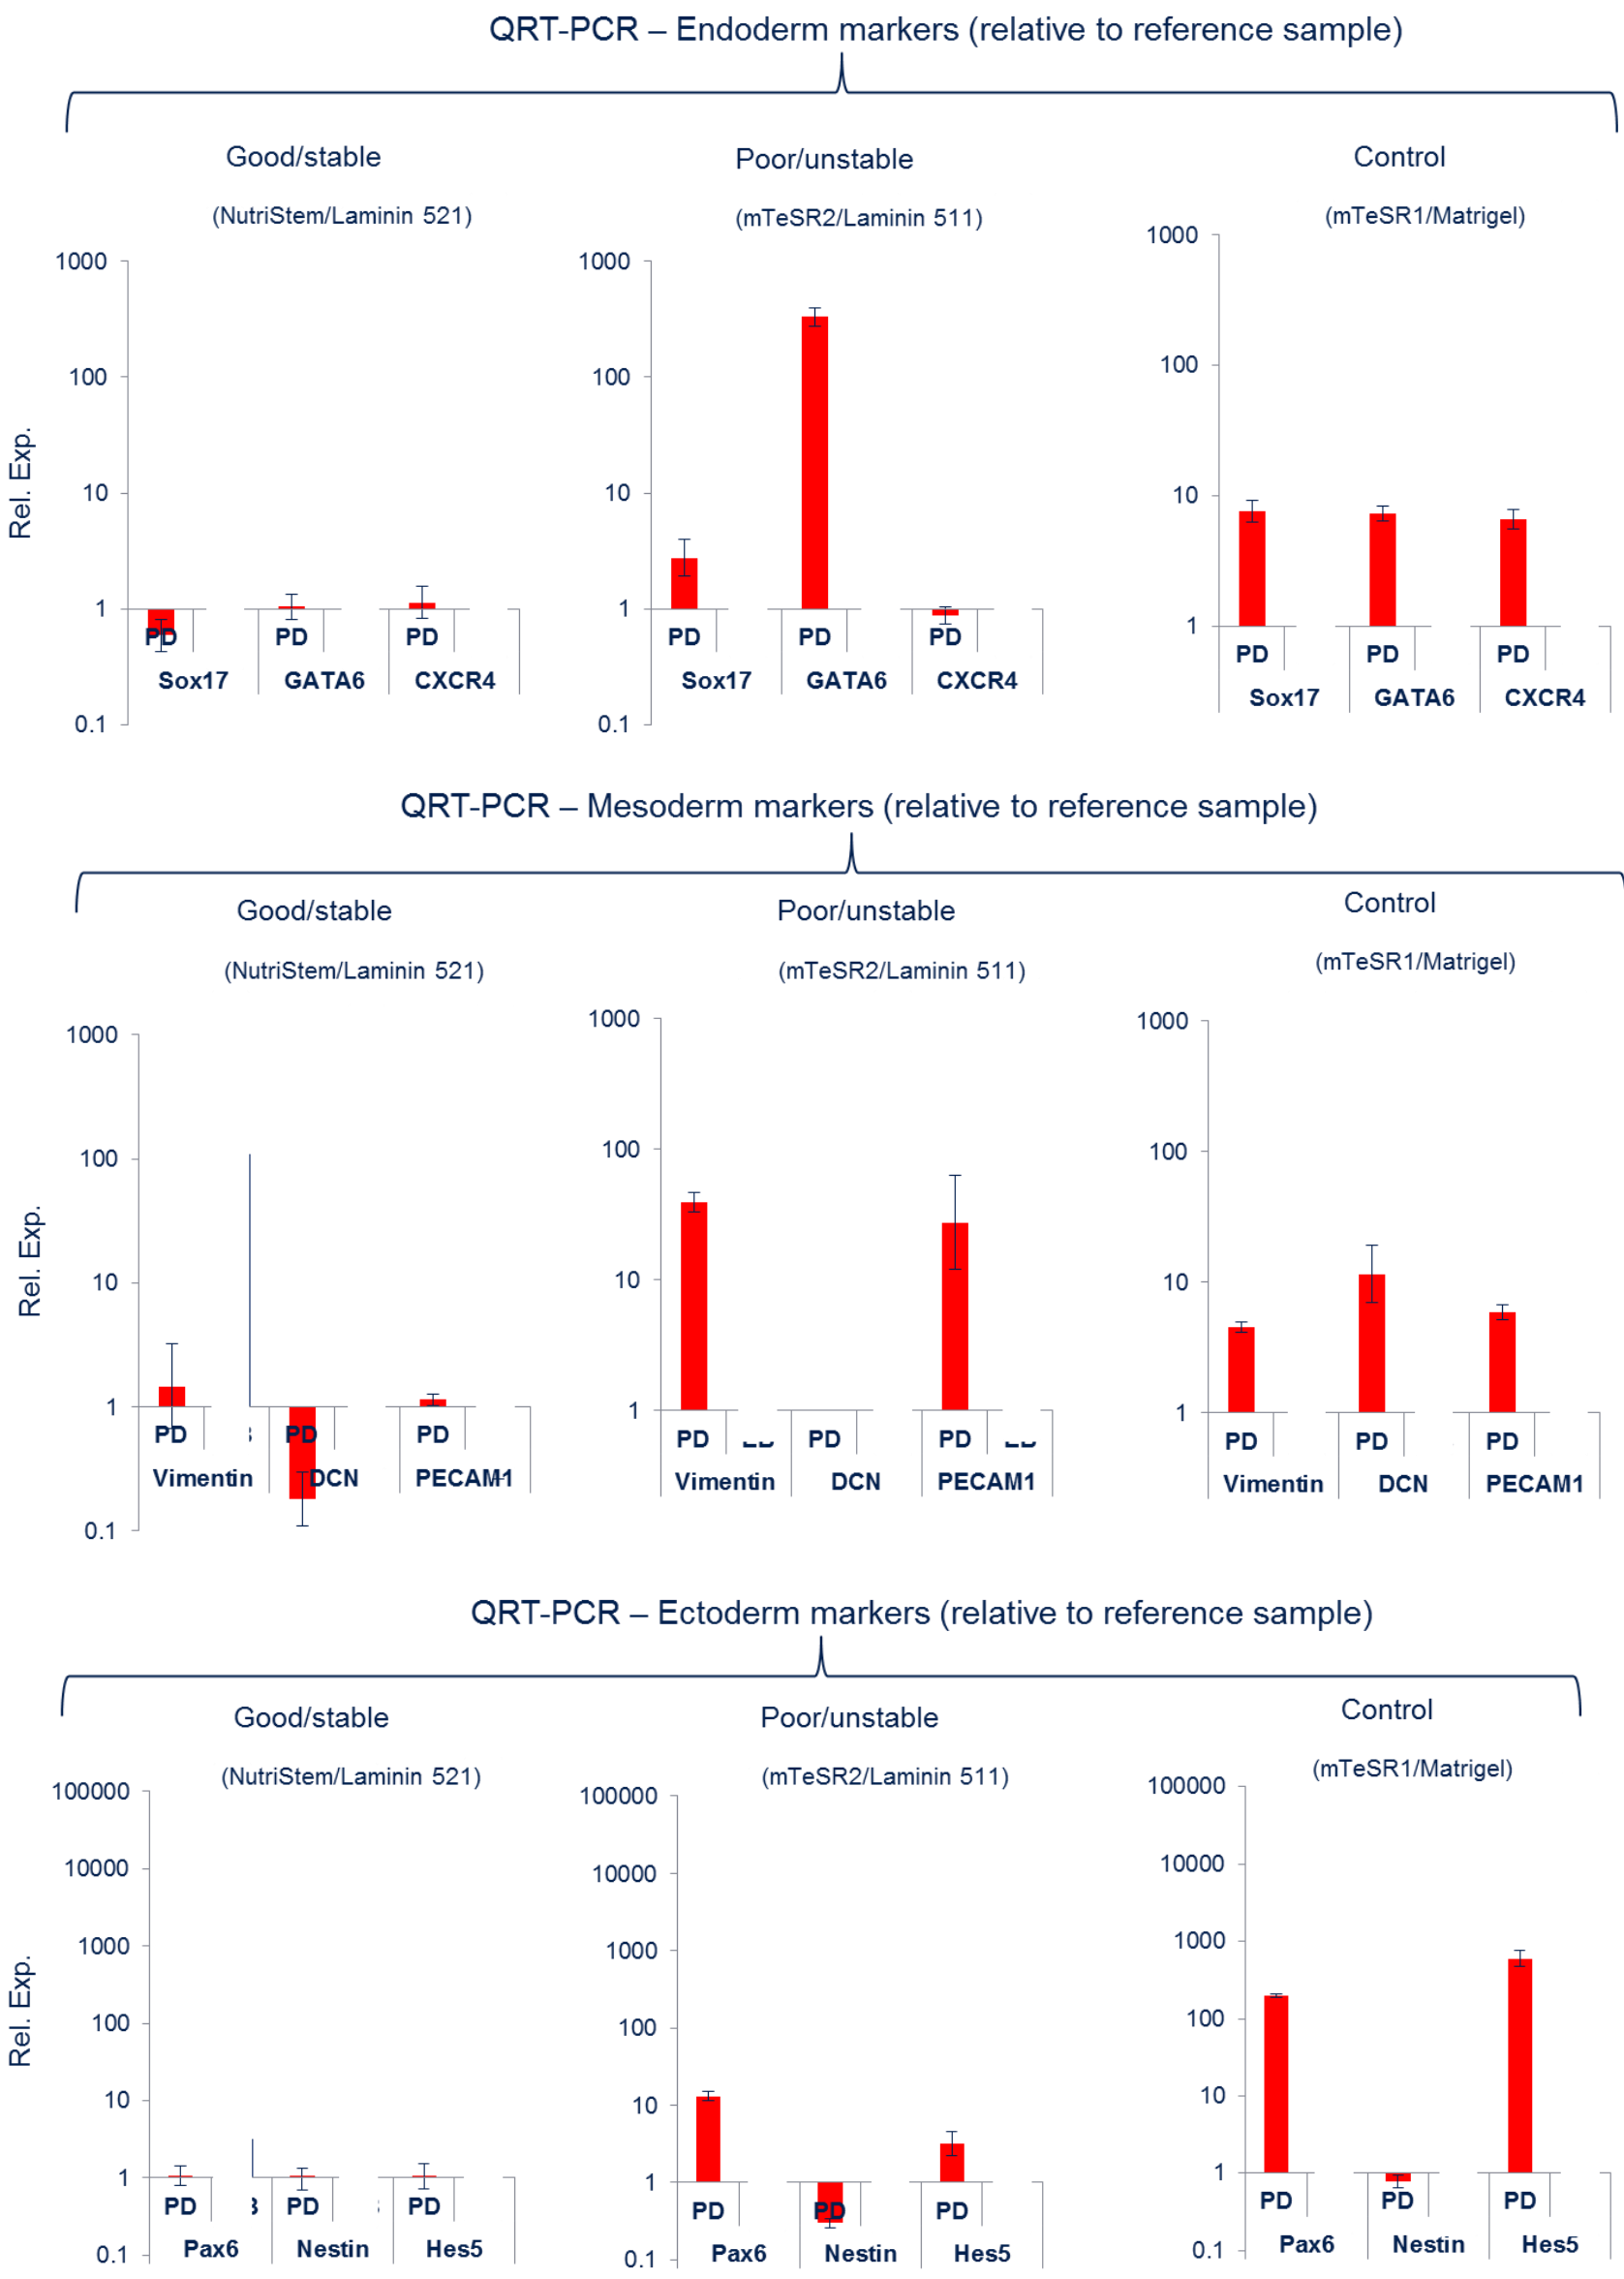 QRT-PCR – Endoderm markers (relative to reference sample)
Good/stable
(NutriStem/Laminin 521)
Poor/unstable
(mTeSR2/Laminin 511)
Control
(mTeSR1/Matrigel)
Rel. Exp.
1000
100
10
1
0.1
PD PD PD
Sox17 GATA6 CXCR4
1000
100
10
1
0.1
PD PD PD
Sox17 GATA6 CXCR4
1000
100
10
1
PD PD PD
Sox17 GATA6 CXCR4
QRT-PCR – Mesoderm markers (relative to reference sample)
Good/stable
(NutriStem/Laminin 521)
Poor/unstable
(mTeSR2/Laminin 511)
Control
(mTeSR1/Matrigel)
Rel. Exp.
1000
100
10
1
0.1
PD PD PD
Vimentin DCN PECAM1
1000
100
10
1
PD PD PD
Vimentin DCN PECAM1
1000
100
10
1
PD PD PD
Vimentin DCN PECAM1
QRT-PCR – Ectoderm markers (relative to reference sample)
Good/stable
(NutriStem/Laminin 521)
Poor/unstable
(mTeSR2/Laminin 511)
Control
(mTeSR1/Matrigel)
Rel. Exp.
100000
10000
1000
100
10
1
0.1
PD PD PD
Pax6 Nestin Hes5
100000
10000
1000
100
10
1
0.1
PD PD PD
Pax6 Nestin Hes5
100000
10000
1000
100
10
1
0.1
PD PD PD
Pax6 Nestin Hes5